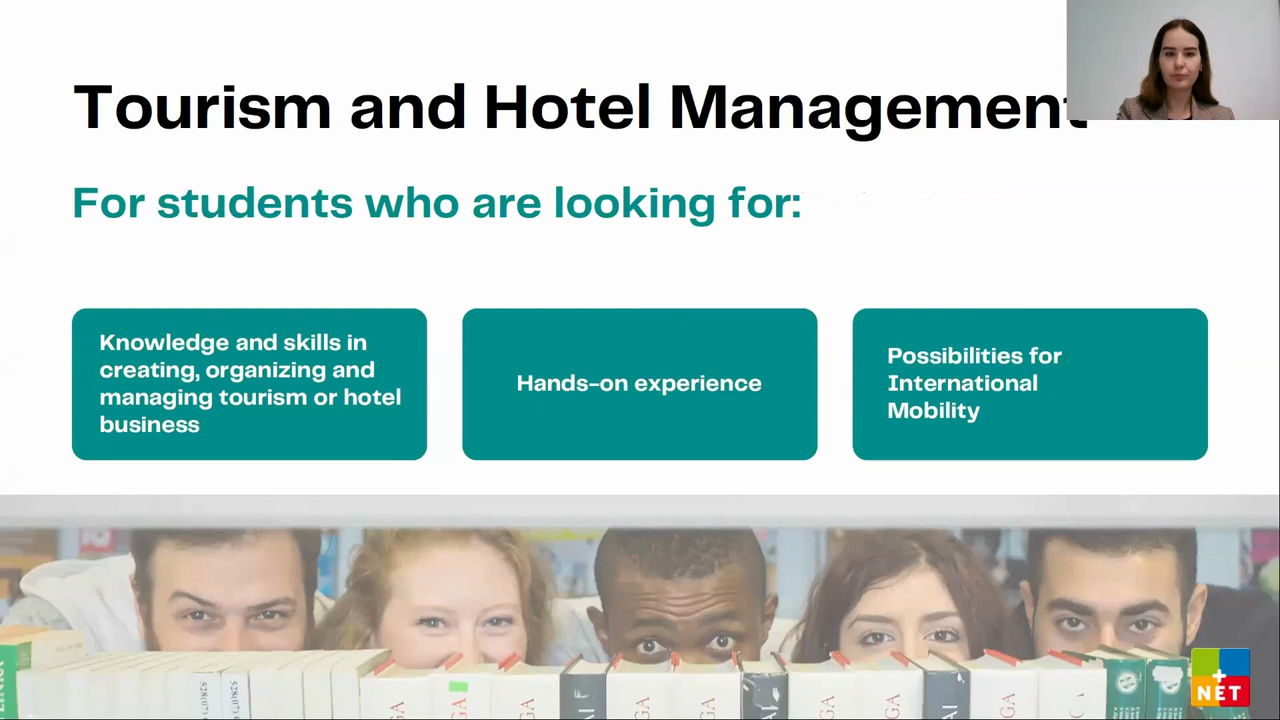 Tourism and Hotel Management
For students who are looking for:
Knowledge and skills in
creating, organizing and
managing tourism or hotel
business
Hands-on experience
Possibilities for
International
Mobility
+
NET